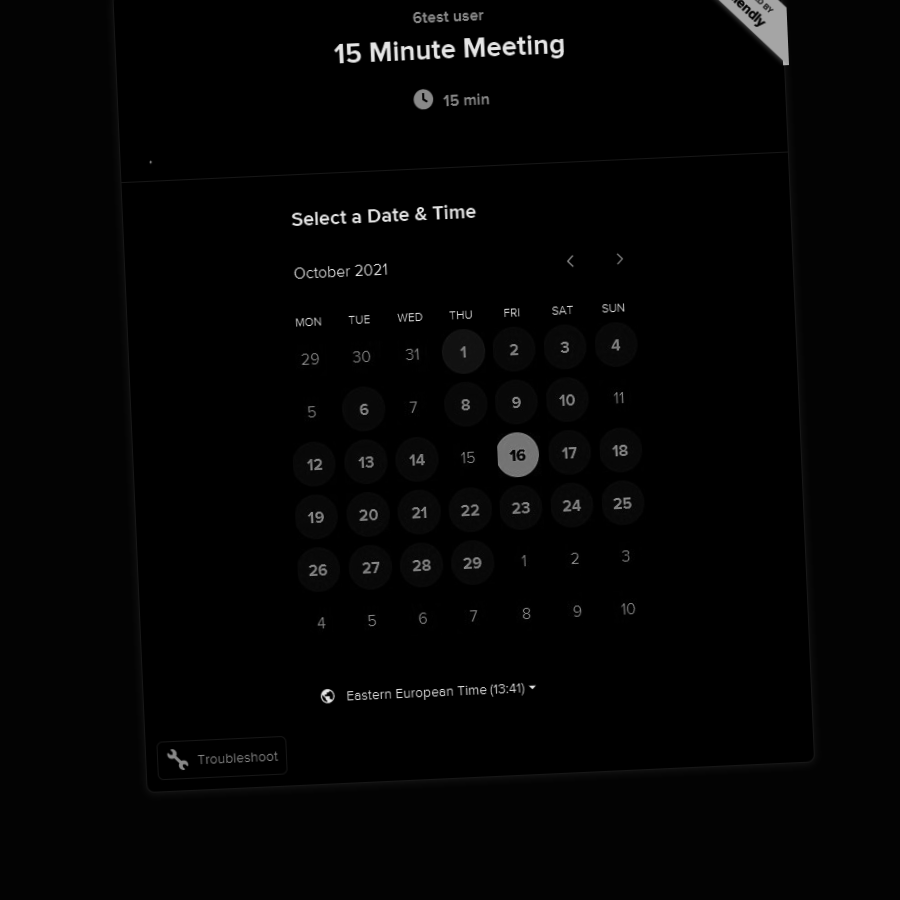 6test user
15 Minute Meeting
15 min
Select a Date & Time
October 2021
MON TUE WED THU FRI SAT SUN
29 30 31 1 2 3 4
5 6 7 8 9 10 11
12 13 14 15 16 17 18
19 20 21 22 23 24 25
26 27 28 29 1 2 3
4 5 6 7 8 9 10
Eastern European Time (13:41)
Troubleshoot